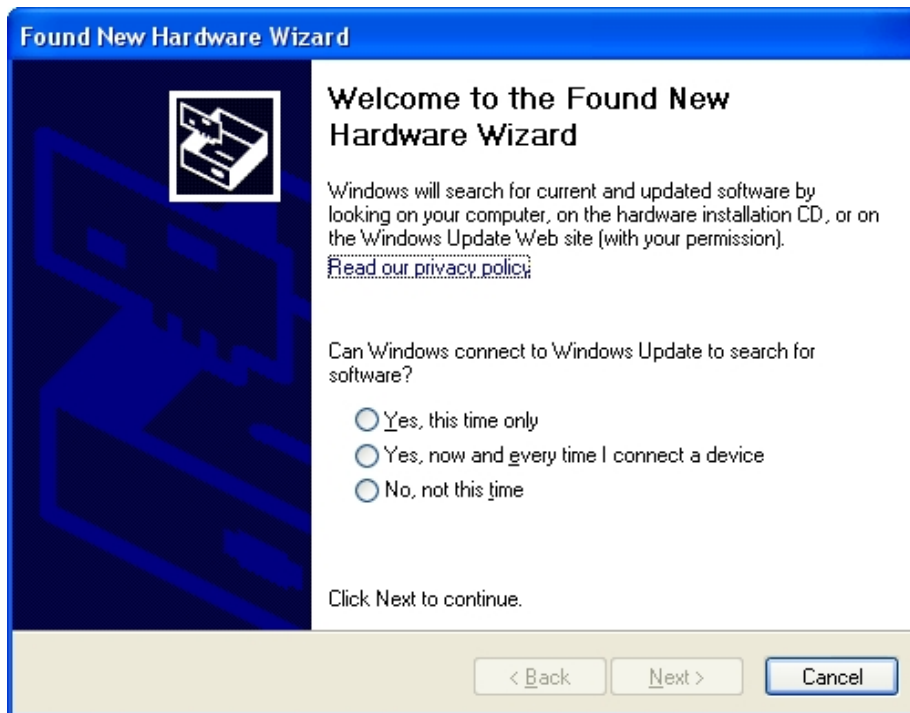 Found New Hardware Wizard
Welcome to the Found New
Hardware Wizard
Windows will search for current and updated software by
looking on your computer, on the hardware installation CD, or on
the Windows Update Web site (with your permission).
Read our privacy policy
Can Windows connect to Windows Update to search for
software?
Yes, this time only
Yes, now and every time I connect a device
No, not this time
Click Next to continue.
< Back
Next >
Cancel